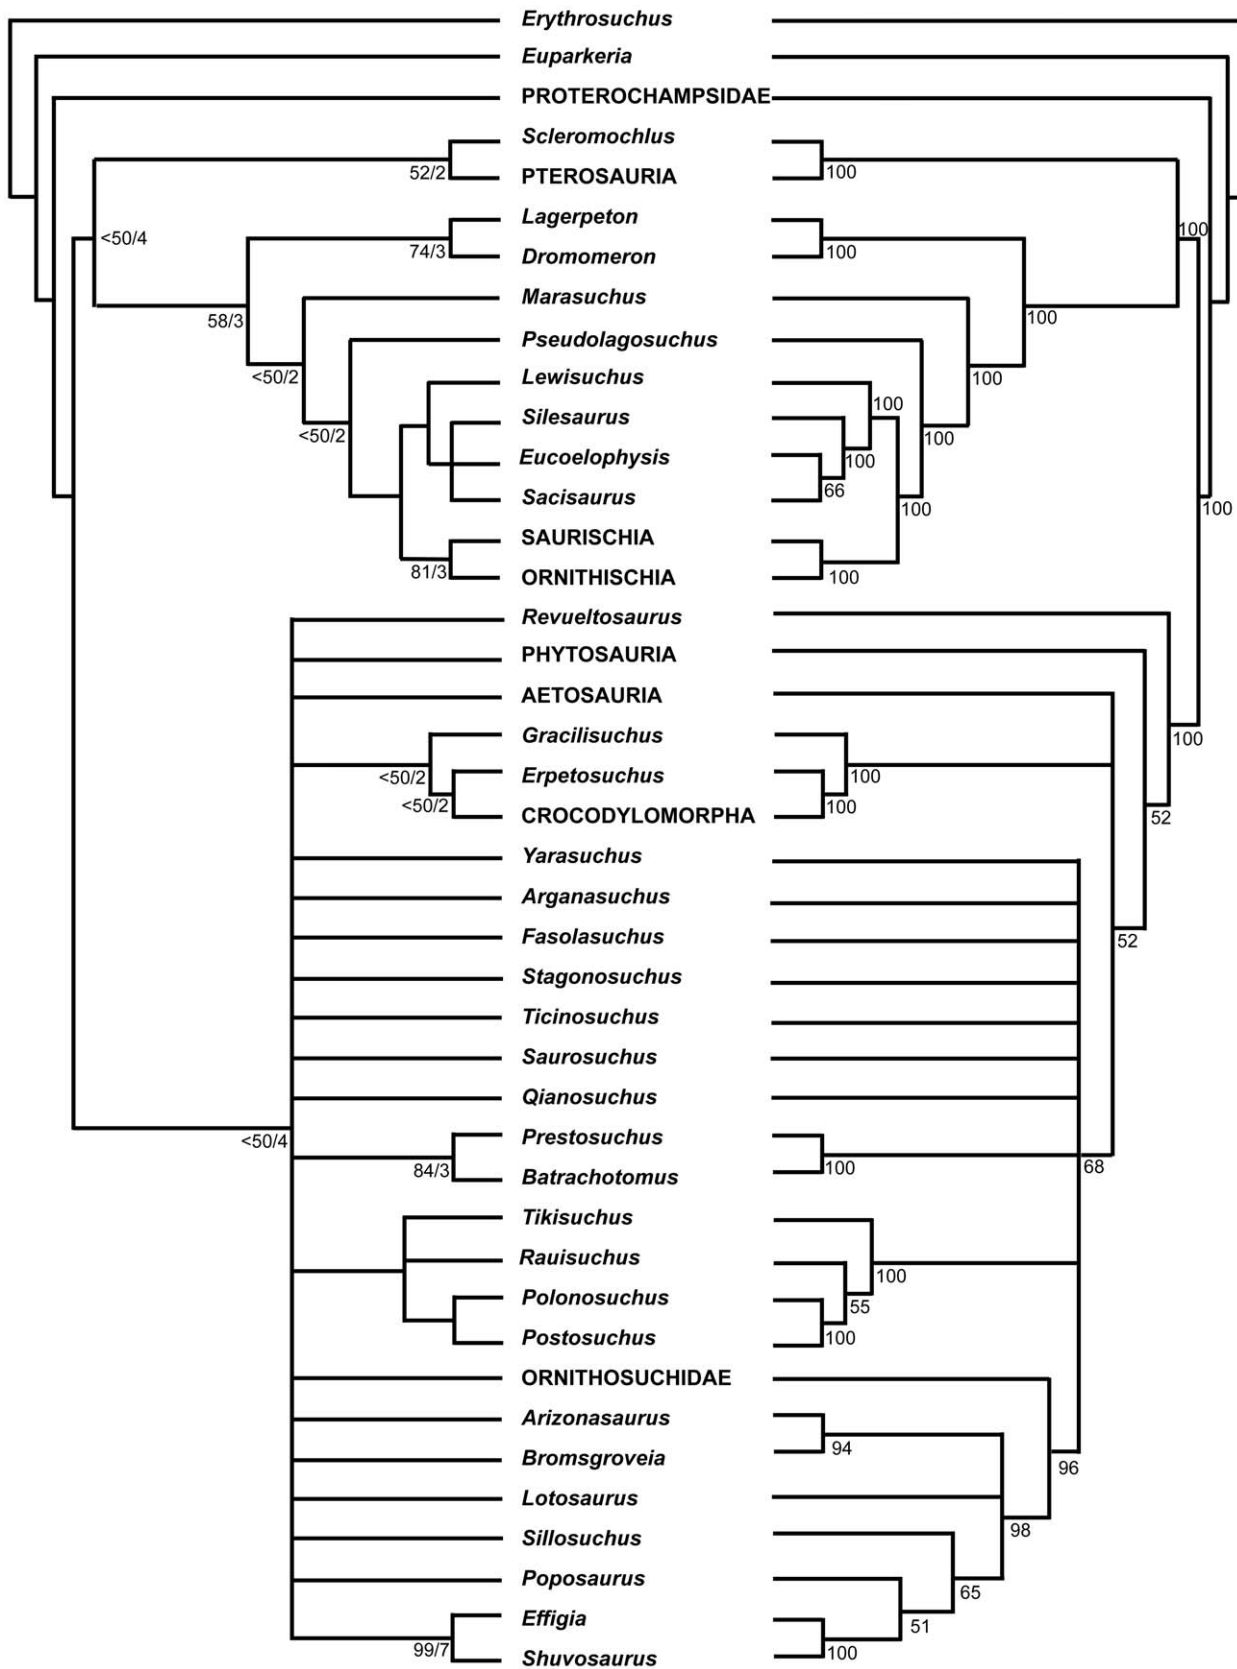 Erythrosuchus
Euparkeria
PROTEROCHAMPSIDAE
Scleromochlus
52/2
PTEROSAURIA
100
Lagerpeton
100
<50/4
74/3
Dromomeron
100
Marasuchus
58/3
100
Pseudolagosuchus
<50/2
Lewisuchus
100
100
Silesaurus
<50/2
100
Eucoelophysis
100
66
Sacisaurus
100
100
SAURISCHIA
81/3
ORNITHISCHIA
100
Revueltosaurus
PHYTOSAURIA
AETOSAURIA
Gracilisuchus
100
<50/2
Erpetosuchus
100
<50/2
CROCODYLOMORPHA
100
52
Yarasuchus
Arganasuchus
Fasolasuchus
52
Stagonosuchus
Ticinosuchus
Saurosuchus
Qianosuchus
<50/4
Prestosuchus
84/3
Batrachotomus
100
68
Tikisuchus
Rauisuchus
100
Polonosuchus
55
Postosuchus
100
ORNITHOSUCHIDAE
Arizonasaurus
94
Bromsgroveia
96
Lotosaurus
98
Sillosuchus
Poposaurus
65
Effigia
51
99/7
Shuvosaurus
100